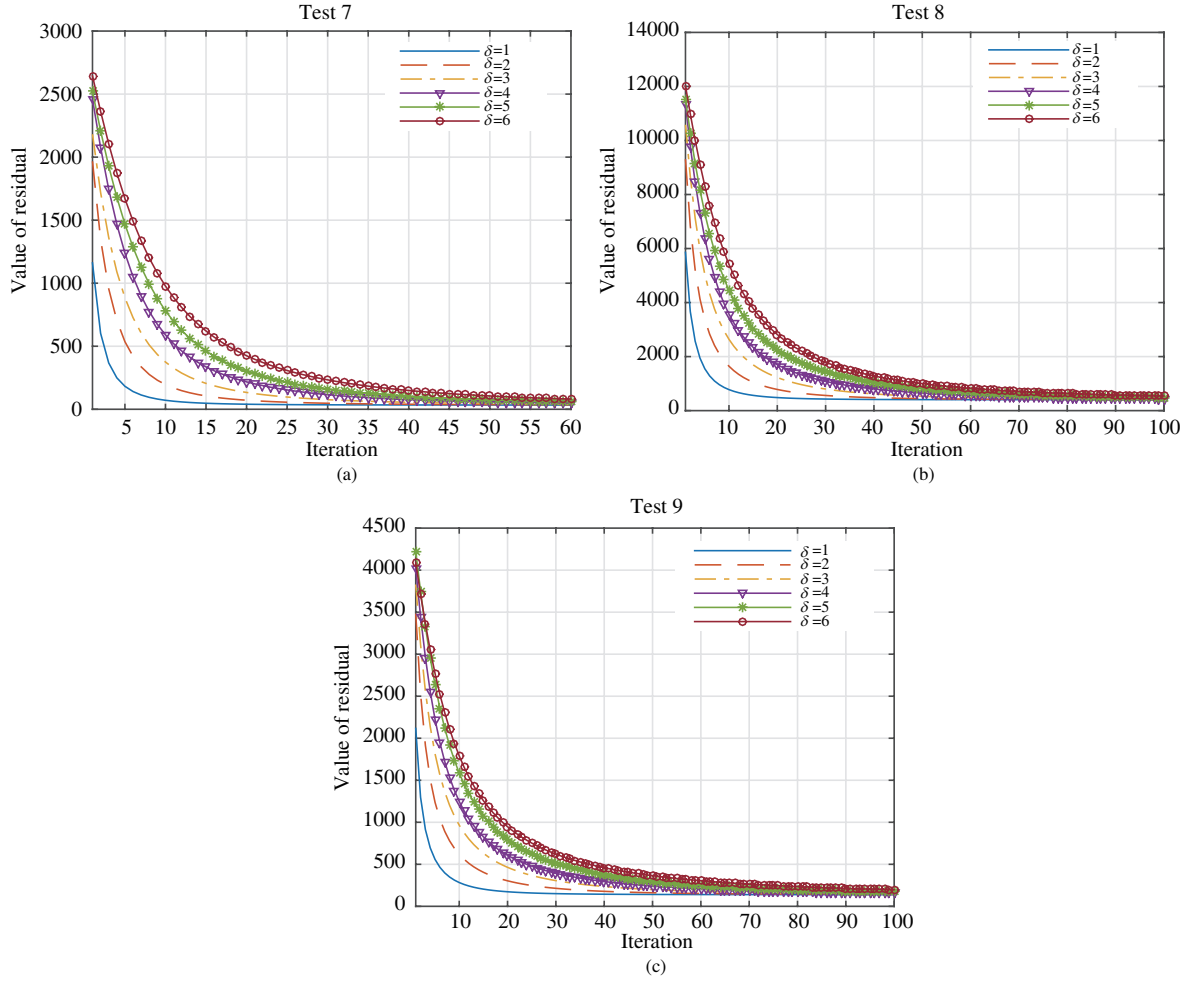 Test 7
3000
2500
2000
1500
1000
500
0
Value of residual
δ=1
δ=2
δ=3
δ=4
δ=5
δ=6
5 10 15 20 25 30 35 40 45 50 55 60
Iteration
(a)
Test 8
14000
12000
10000
8000
6000
4000
2000
0
Value of residual
δ=1
δ=2
δ=3
δ=4
δ=5
δ=6
10 20 30 40 50 60 70 80 90 100
Iteration
(b)
Test 9
4500
4000
3500
3000
2500
2000
1500
1000
500
0
Value of residual
δ=1
δ=2
δ=3
δ=4
δ=5
δ=6
10 20 30 40 50 60 70 80 90 100
Iteration
(c)